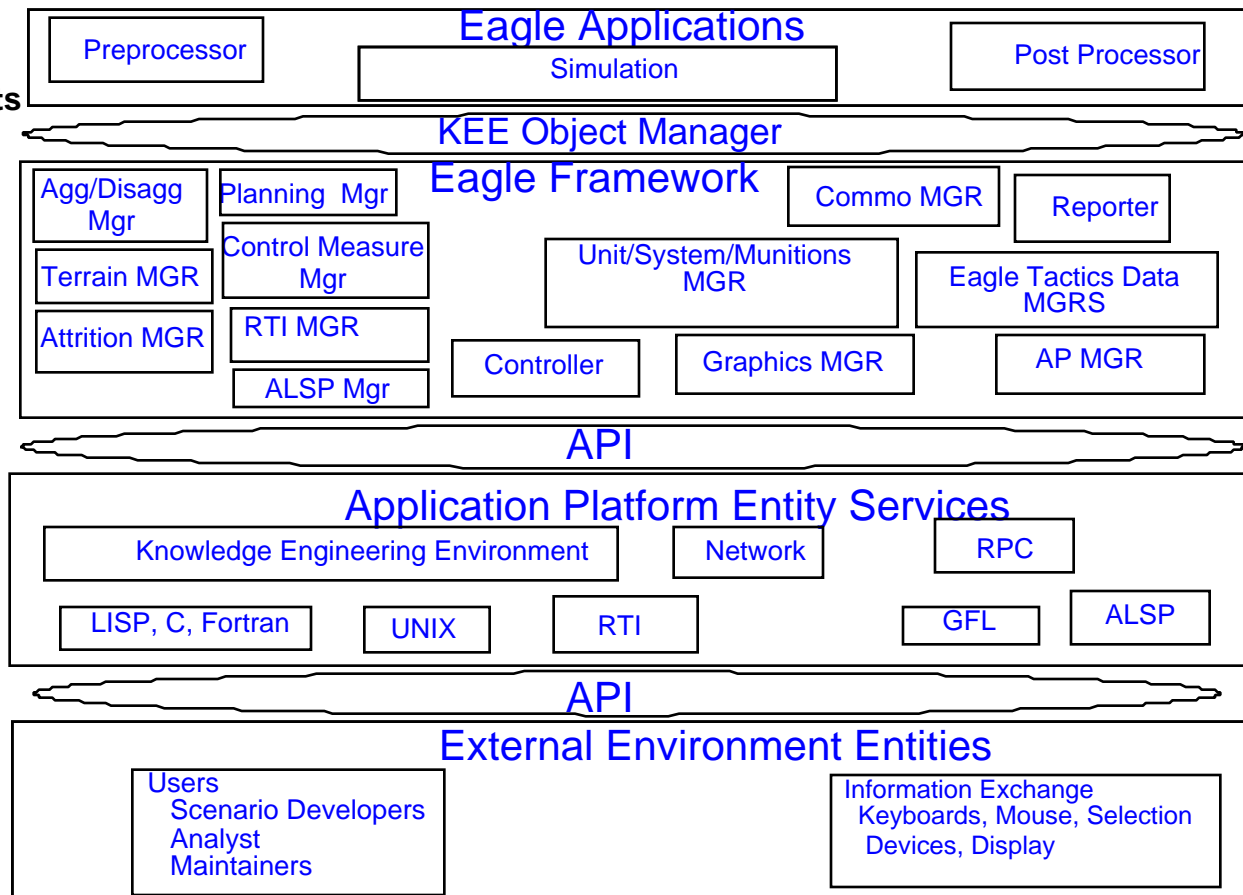 Eagle Applications
Preprocessor
Simulation
Post Processor
ts
KEE Object Manager
Eagle Framework
Agg/Disagg
Mgr
Planning Mgr
Commo MGR
Reporter
Control Measure
Mgr
Terrain MGR
Unit/System/Munitions
MGR
Eagle Tactics Data
MGRS
Attrition MGR
RTI MGR
Controller
Graphics MGR
AP MGR
ALSP Mgr
API
Application Platform Entity Services
Knowledge Engineering Environment
Network
RPC
LISP, C, Fortran
UNIX
RTI
GFL
ALSP
API
External Environment Entities
Users
Scenario Developers
Analyst
Maintainers
Information Exchange
Keyboards, Mouse, Selection
Devices, Display